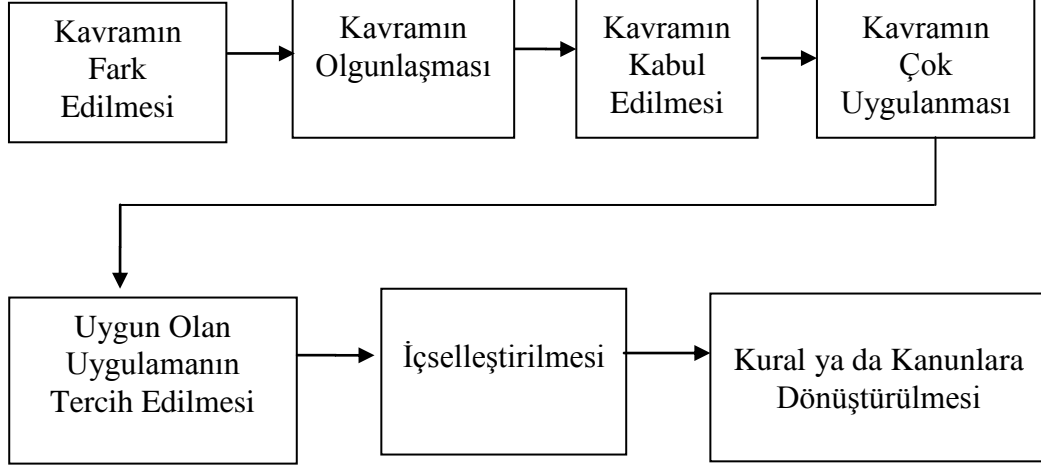 Kavramın
Fark
Edilmesi
Kavramın
Olgunlaşması
Kavramın
Kabul
Edilmesi
Kavramın
Çok
Uygulanması
Uygun Olan
Uygulamanın
Tercih Edilmesi
İçselleştirilmesi
Kural ya da Kanunlara
Dönüştürülmesi